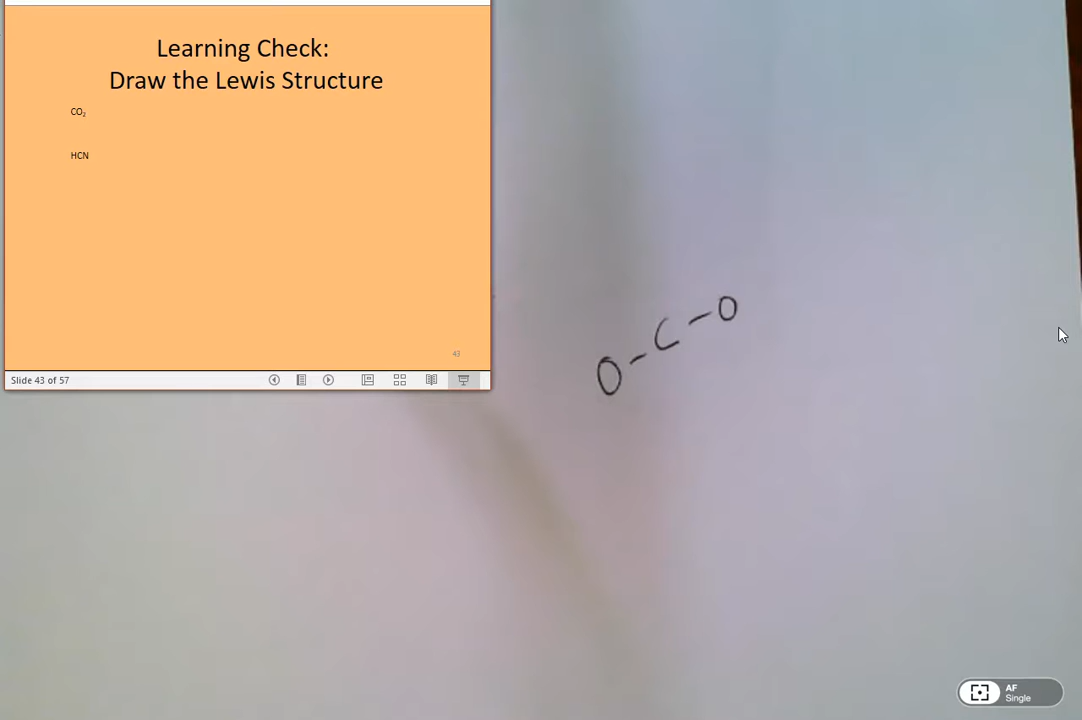 Learning Check:
Draw the Lewis Structure
CO₂
HCN
43
Slide 43 of 57
O-C-O
AF
Single